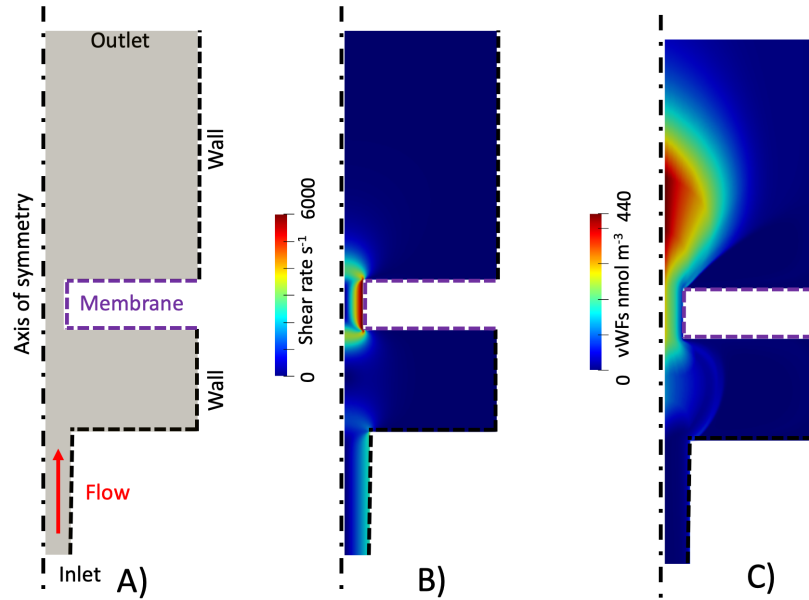 Outlet
Wall
Axis of symmetry
Membrane
Wall
Flow
Inlet
A)
6000
Shear rate s⁻¹
0
B)
440
vWFs nmol m⁻³
0
C)